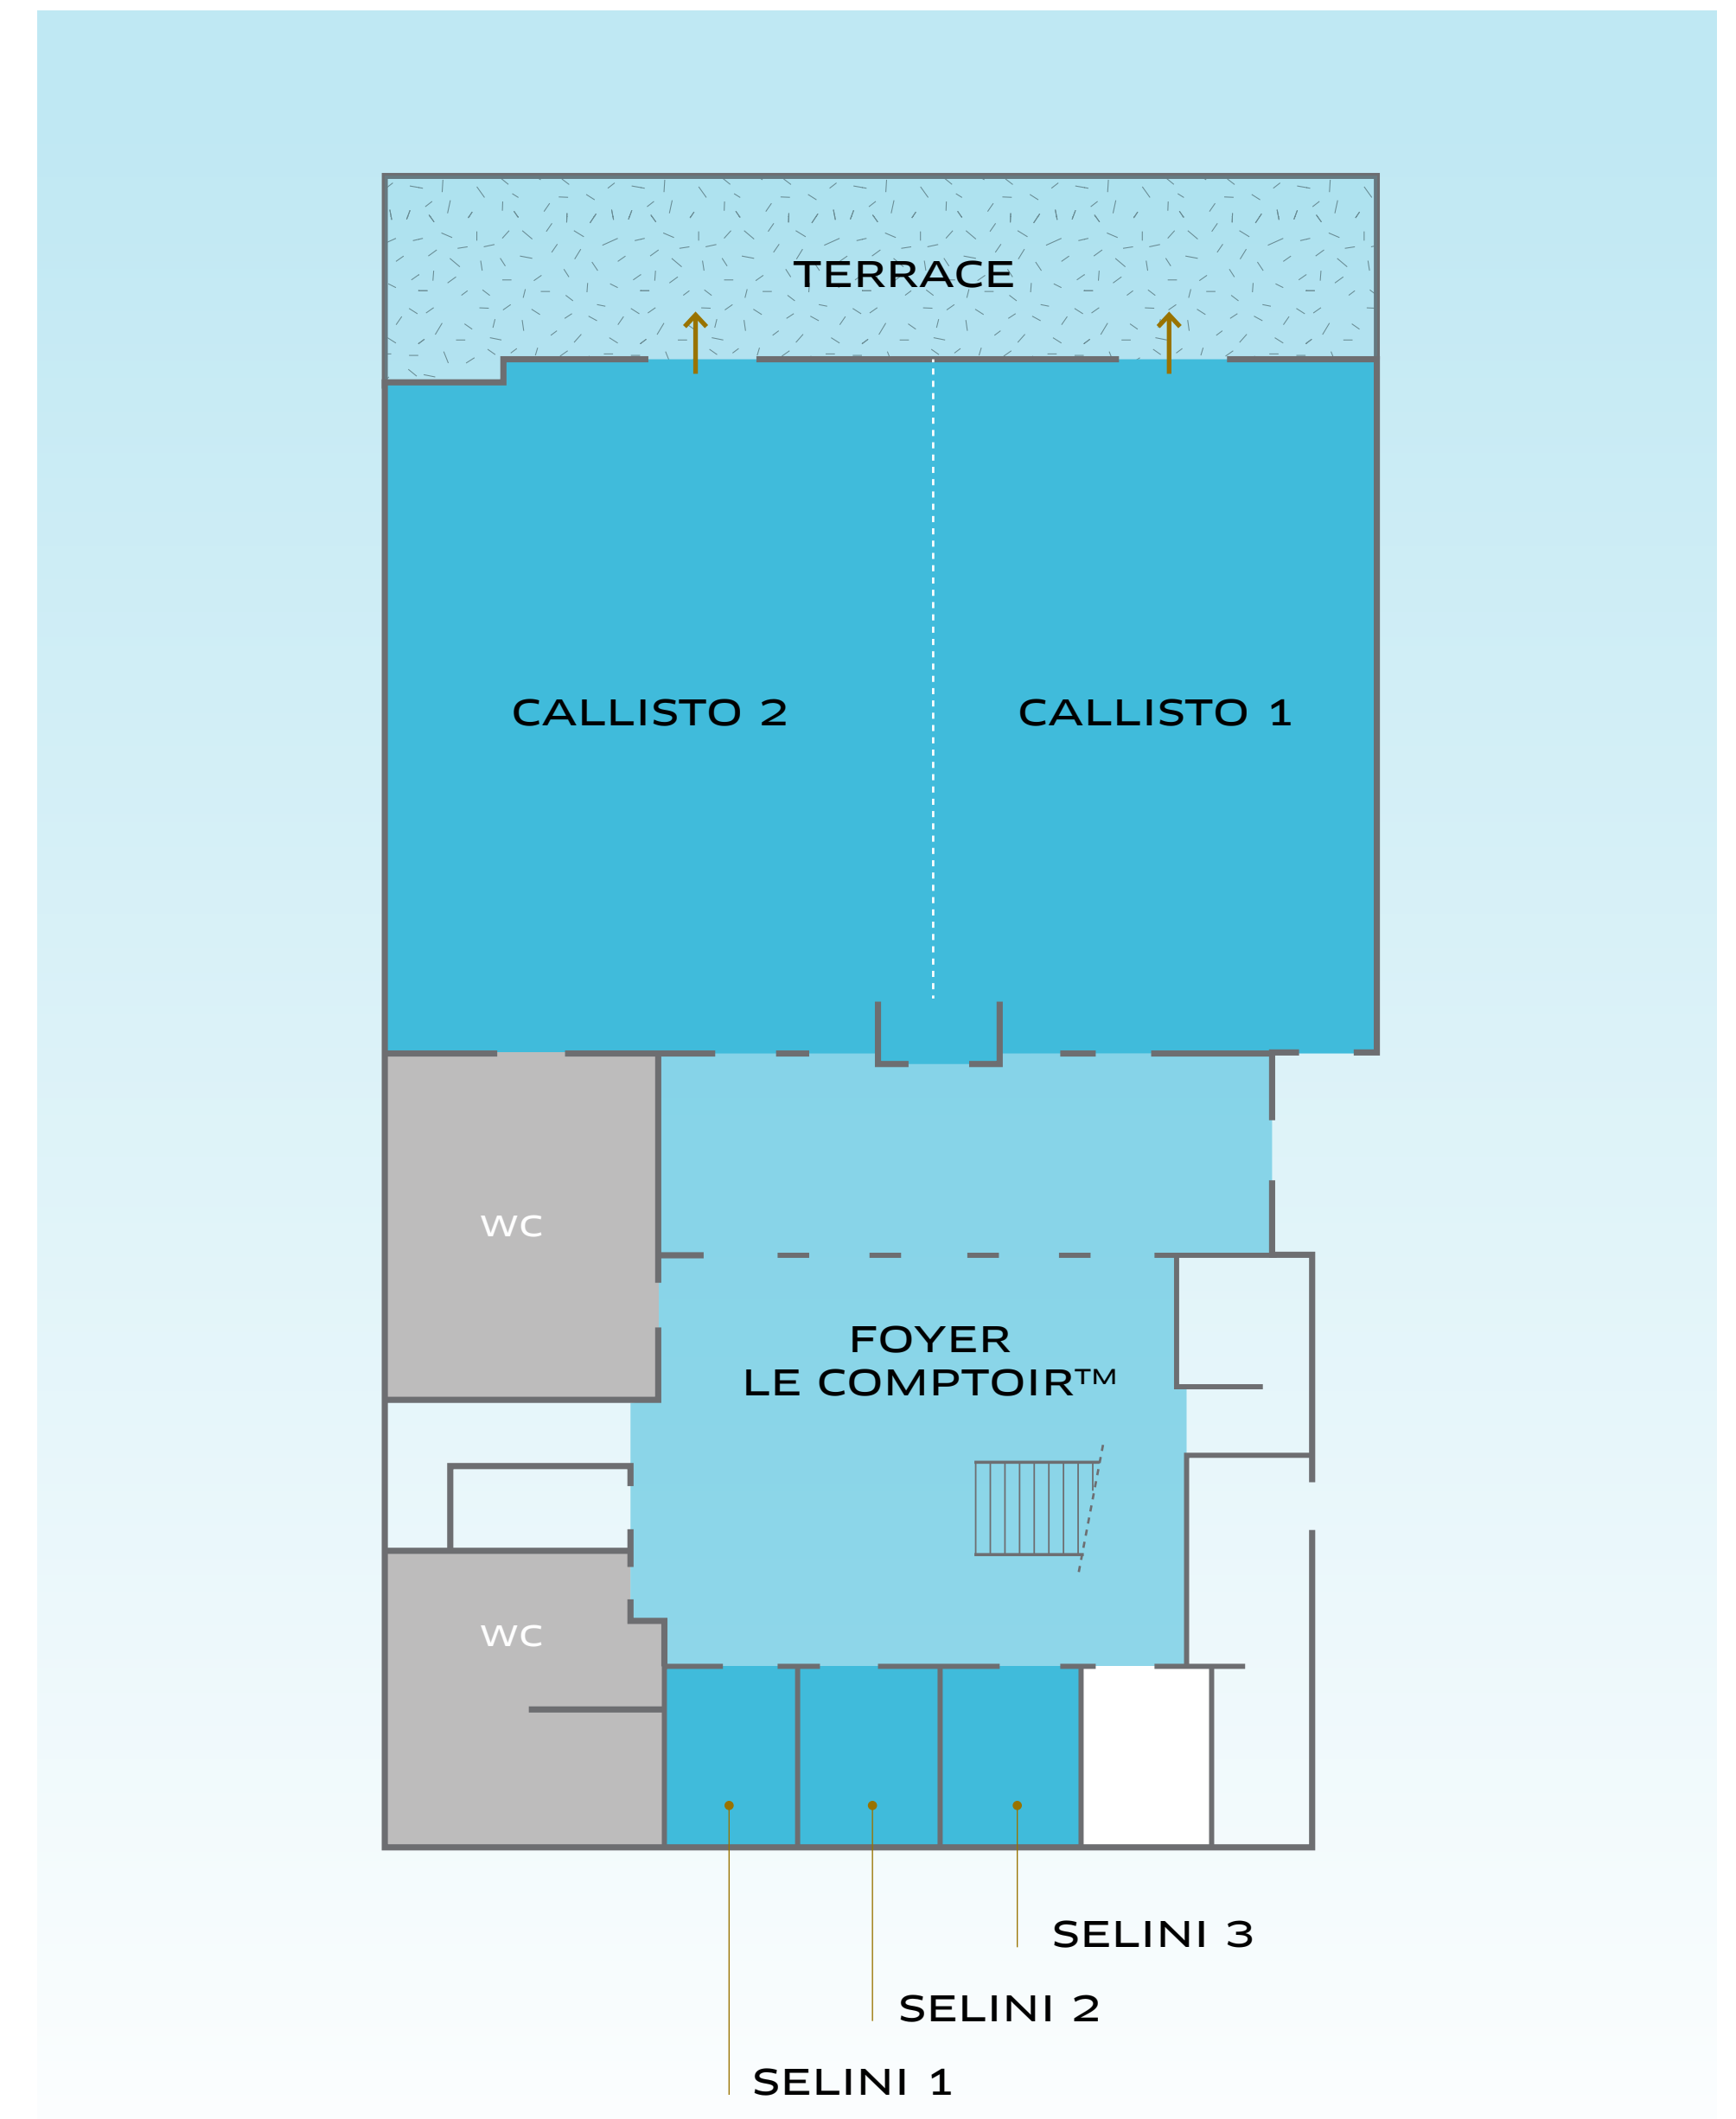 TERRACE
CALLISTO 2
CALLISTO 1
WC
FOYER
LE COMPTOIR™
WC
SELINI 3
SELINI 2
SELINI 1